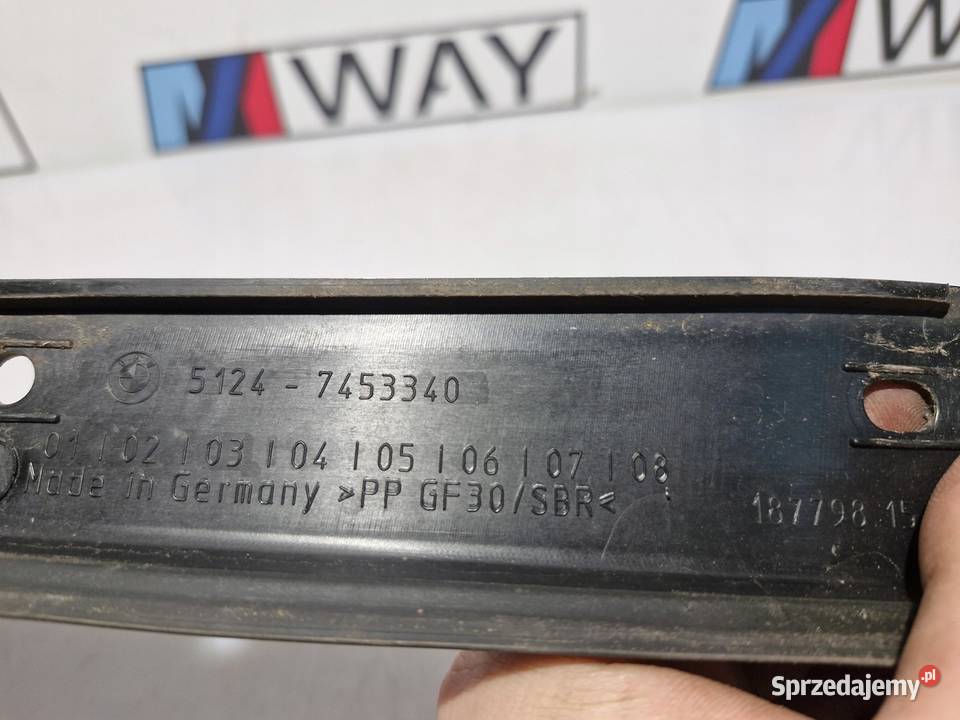 WAY
5124 - 7453340
01 | 02 | 03 | 04 | 05 | 06 | 07 | 08
Made in Germany >PP GF30/SBR<
187798 15
Sprzedajemy.pl